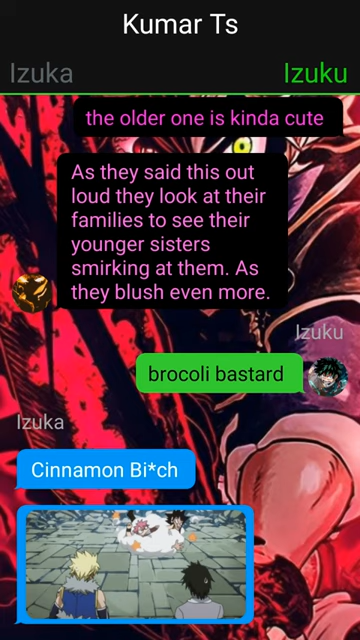 Kumar Ts
Izuka
Izuku
the older one is kinda cute
As they said this out
loud they look at their
families to see their
younger sisters
smirking at them. As
they blush even more.
Izuku
brocoli bastard
Izuka
Cinnamon Bi*ch